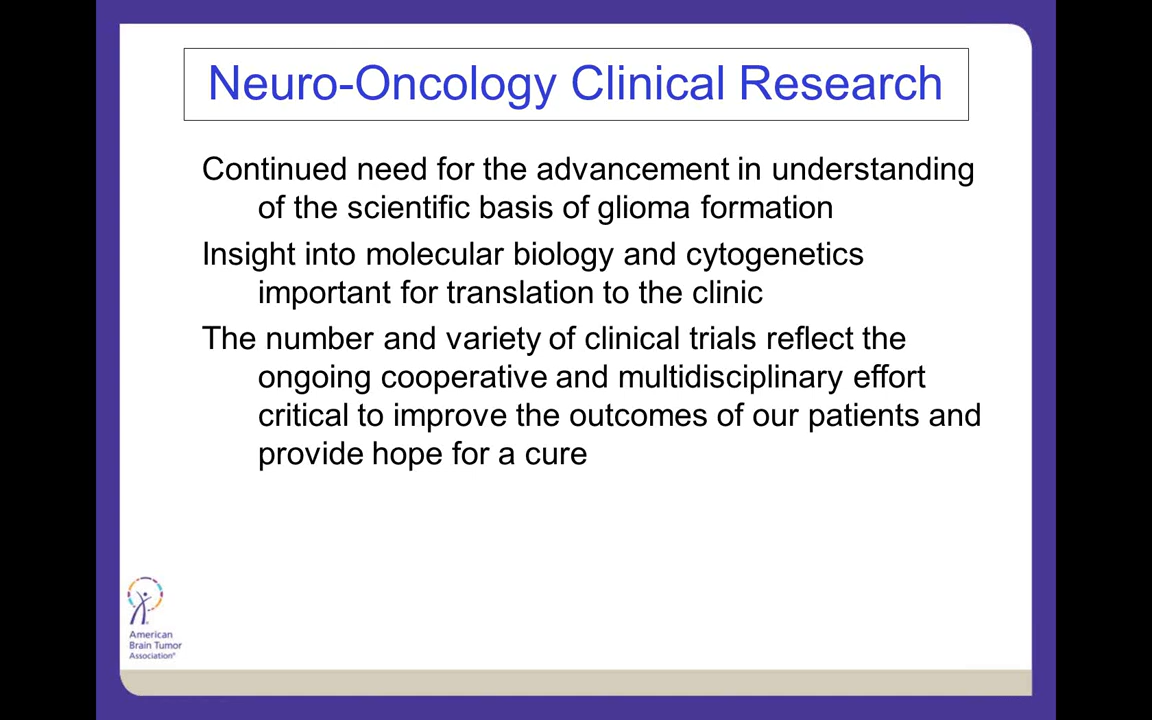 Neuro-Oncology Clinical Research
Continued need for the advancement in understanding
of the scientific basis of glioma formation
Insight into molecular biology and cytogenetics
important for translation to the clinic
The number and variety of clinical trials reflect the
ongoing cooperative and multidisciplinary effort
critical to improve the outcomes of our patients and
provide hope for a cure
American
Brain Tumor
Association®